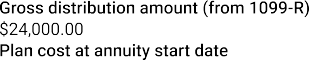 Gross distribution amount (from 1099-R)
$24,000.00
Plan cost at annuity start date